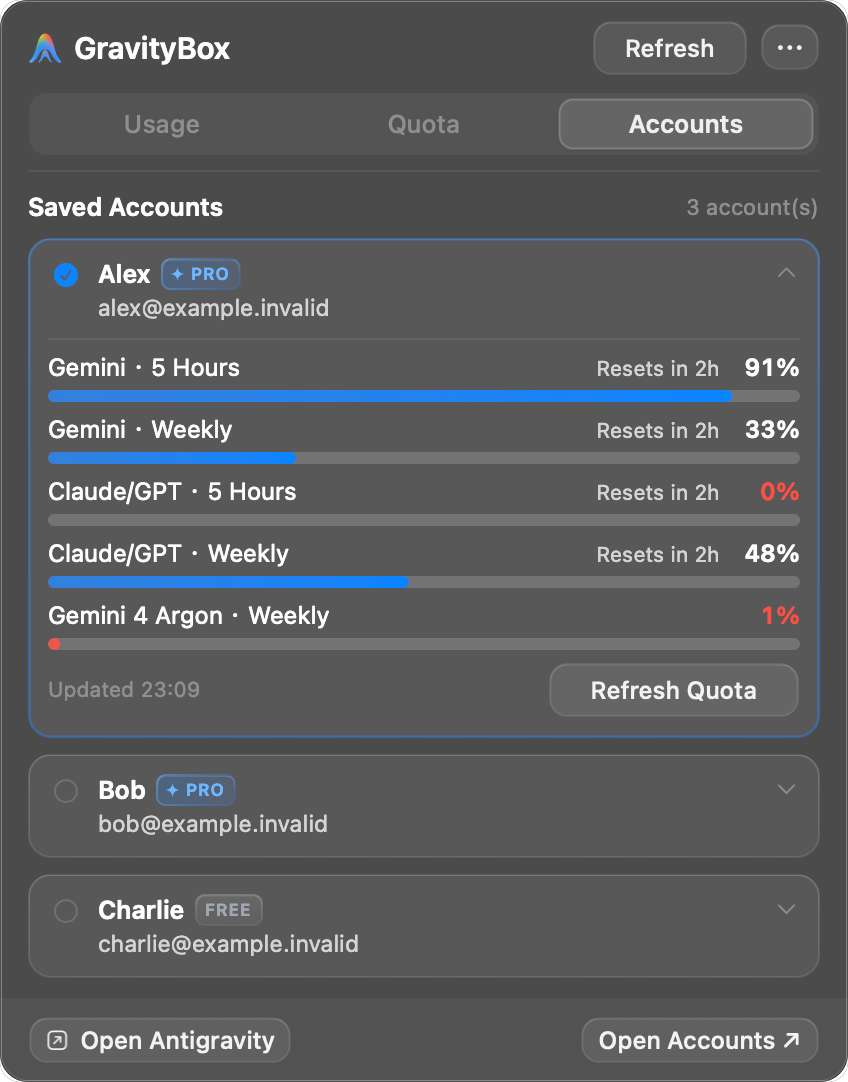 GravityBox
Refresh
Usage
Quota
Accounts
Saved Accounts
3 account(s)
Alex
PRO
alex@example.invalid
Gemini · 5 Hours
Resets in 2h
91%
Gemini · Weekly
Resets in 2h
33%
Claude/GPT · 5 Hours
Resets in 2h
0%
Claude/GPT · Weekly
Resets in 2h
48%
Gemini 4 Argon · Weekly
1%
Updated 23:09
Refresh Quota
Bob
PRO
bob@example.invalid
Charlie
FREE
charlie@example.invalid
Open Antigravity
Open Accounts